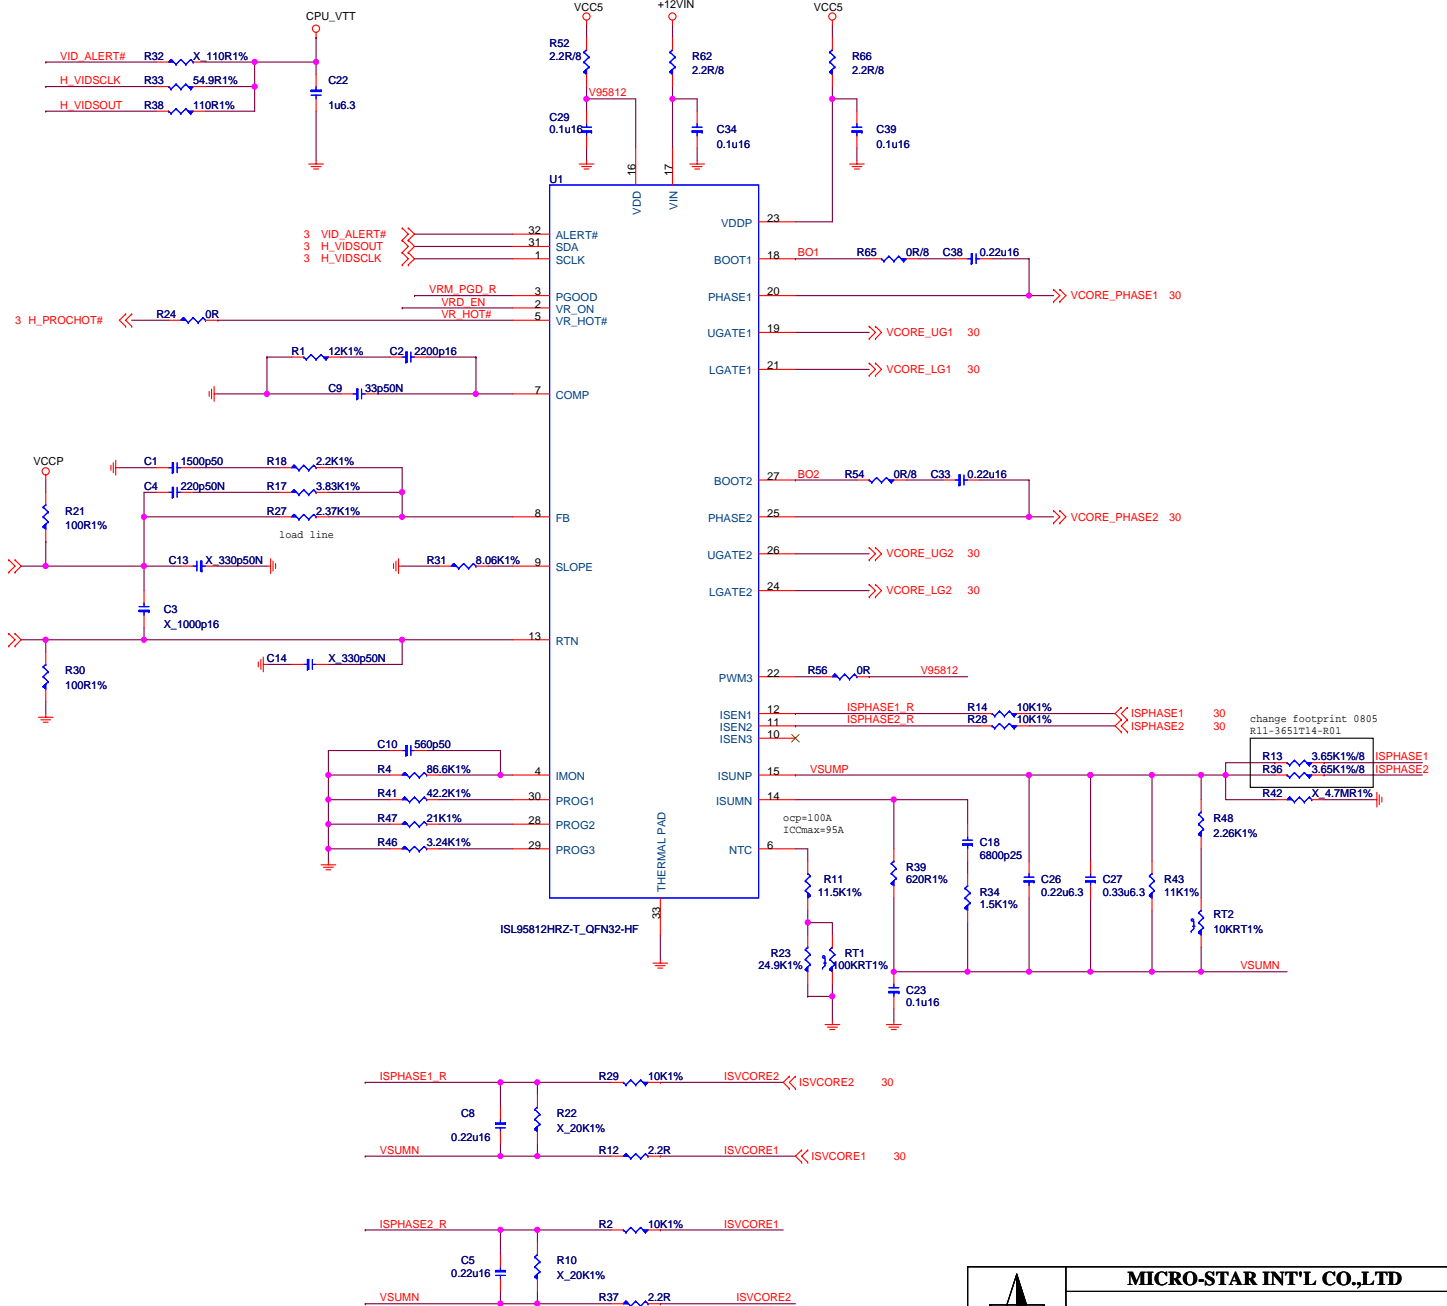 CPU_VTT
VID_ALERT# R32 X_110R1%
H_VIDSCLK R33 54.9R1%
H_VIDSOUT R38 110R1%
C22
1u6.3
VCC5
+12VIN
VCC5
R52
2.2R/8
R62
2.2R/8
R66
2.2R/8
V95812
C29
0.1u16
C34
0.1u16
C39
0.1u16
U1
16
17
VDD
VIN
VDDP 23
3 VID_ALERT# 32 ALERT#
3 H_VIDSOUT 31 SDA
3 H_VIDSCLK 1 SCLK
BOOT1 18 BO1 R65 0R/8 C38 0.22u16
VRM_PGD_R 3 PGOOD
VRD_EN 2 VR_ON
3 H_PROCHOT# R24 0R VR_HOT# 5 VR_HOT#
PHASE1 20 VCORE_PHASE1 30
UGATE1 19 VCORE_UG1 30
LGATE1 21 VCORE_LG1 30
R1 12K1% C2 2200p16
C9 33p50N 7 COMP
VCCP
R21
100R1%
C1 1500p50 R18 2.2K1%
C4 220p50N R17 3.83K1%
R27 2.37K1% 8 FB
load line
BOOT2 27 BO2 R54 0R/8 C33 0.22u16
PHASE2 25 VCORE_PHASE2 30
UGATE2 26 VCORE_UG2 30
LGATE2 24 VCORE_LG2 30
C13 X_330p50N
R31 8.06K1% 9 SLOPE
C3
X_1000p16
13 RTN
C14 X_330p50N
R30
100R1%
PWM3 22 R56 0R V95812
ISEN1 12 ISPHASE1_R R14 10K1% ISPHASE1 30
ISEN2 11 ISPHASE2_R R28 10K1% ISPHASE2 30
ISEN3 10
change footprint 0805
R11-3651T14-R01
R13 3.65K1%/8 ISPHASE1
R36 3.65K1%/8 ISPHASE2
R42 X_4.7MR1%
C10 560p50
R4 86.6K1% 4 IMON
R41 42.2K1% 30 PROG1
R47 21K1% 28 PROG2
R46 3.24K1% 29 PROG3
ISUNP 15 VSUMP
ISUMN 14
ocp=100A
ICCmax=95A
NTC 6
THERMAL PAD
33
ISL95812HRZ-T_QFN32-HF
R11
11.5K1%
R23
24.9K1%
RT1
100KRT1%
R39
620R1%
C18
6800p25
R34
1.5K1%
C26
0.22u6.3
C27
0.33u6.3
R43
11K1%
R48
2.26K1%
RT2
10KRT1%
VSUMN
C23
0.1u16
ISPHASE1_R R29 10K1% ISVCORE2 ISVCORE2 30
C8
0.22u16
R22
X_20K1%
VSUMN R12 2.2R ISVCORE1 ISVCORE1 30
ISPHASE2_R R2 10K1% ISVCORE1
C5
0.22u16
R10
X_20K1%
VSUMN R37 2.2R ISVCORE2
MICRO-STAR INT'L CO.,LTD